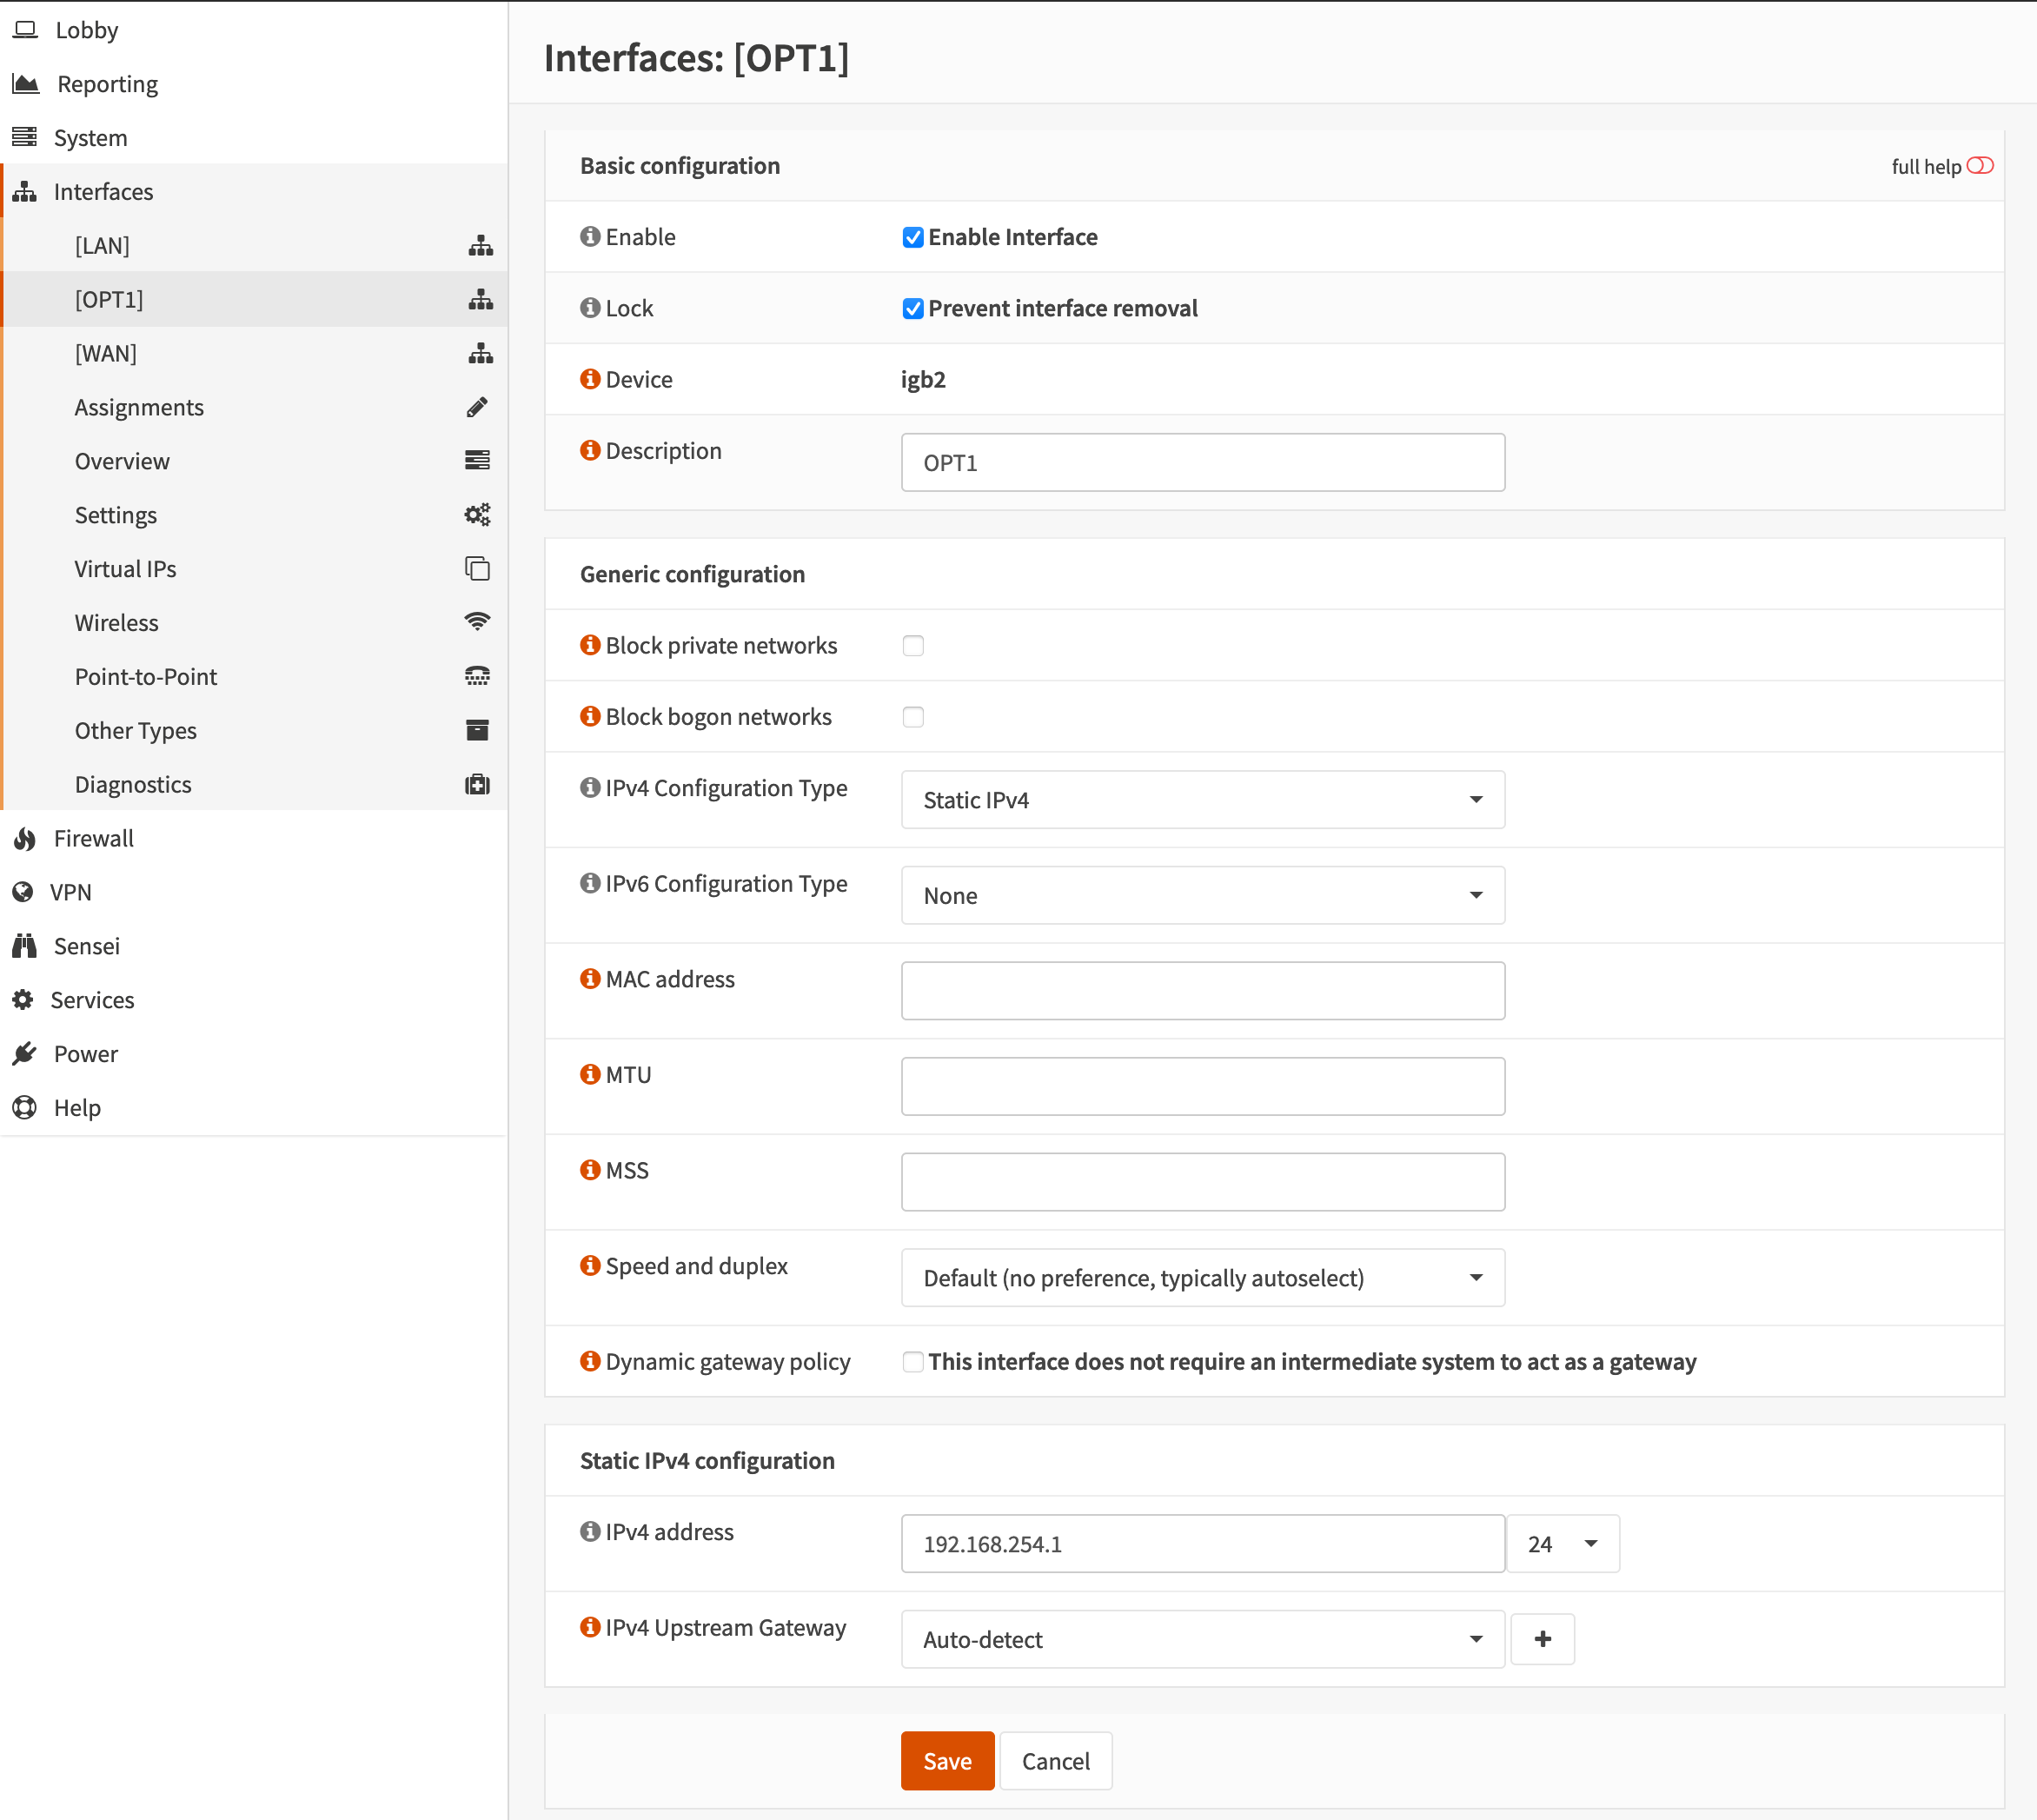 Lobby
Reporting
System
Interfaces
[LAN]
[OPT1]
[WAN]
Assignments
Overview
Settings
Virtual IPs
Wireless
Point-to-Point
Other Types
Diagnostics
Firewall
VPN
Sensei
Services
Power
Help
Interfaces: [OPT1]
Basic configuration
full help
Enable
Enable Interface
Lock
Prevent interface removal
Device
igb2
Description
OPT1
Generic configuration
Block private networks
Block bogon networks
IPv4 Configuration Type
Static IPv4
IPv6 Configuration Type
None
MAC address
MTU
MSS
Speed and duplex
Default (no preference, typically autoselect)
Dynamic gateway policy
This interface does not require an intermediate system to act as a gateway
Static IPv4 configuration
IPv4 address
192.168.254.1
24
IPv4 Upstream Gateway
Auto-detect
Save
Cancel